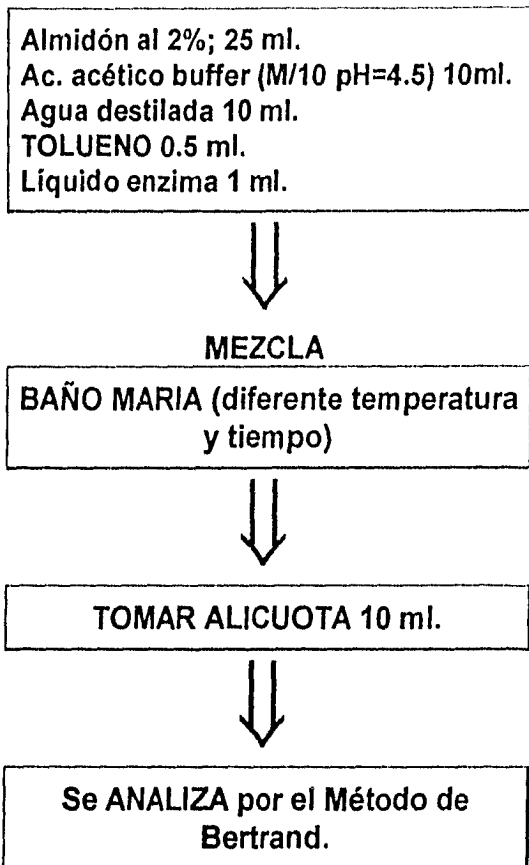 Almidón al 2%; 25 ml.
Ac. acético buffer (M/10 pH=4.5) 10ml.
Agua destilada 10 ml.
TOLUENO 0.5 ml.
Líquido enzima 1 ml.
MEZCLA
BAÑO MARIA (diferente temperatura
y tiempo)
TOMAR ALICUOTA 10 ml.
Se ANALIZA por el Método de
Bertrand.